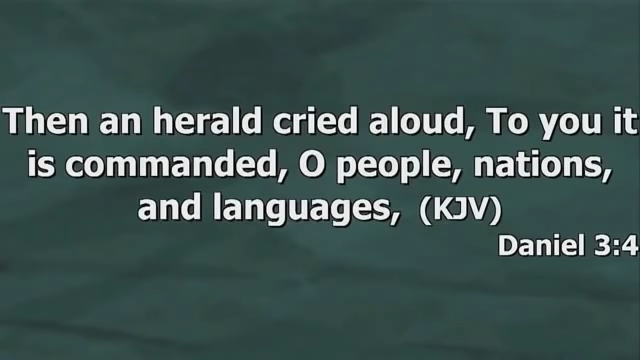 Then an herald cried aloud, To you it
is commanded, O people, nations,
and languages, (KJV)
Daniel 3:4